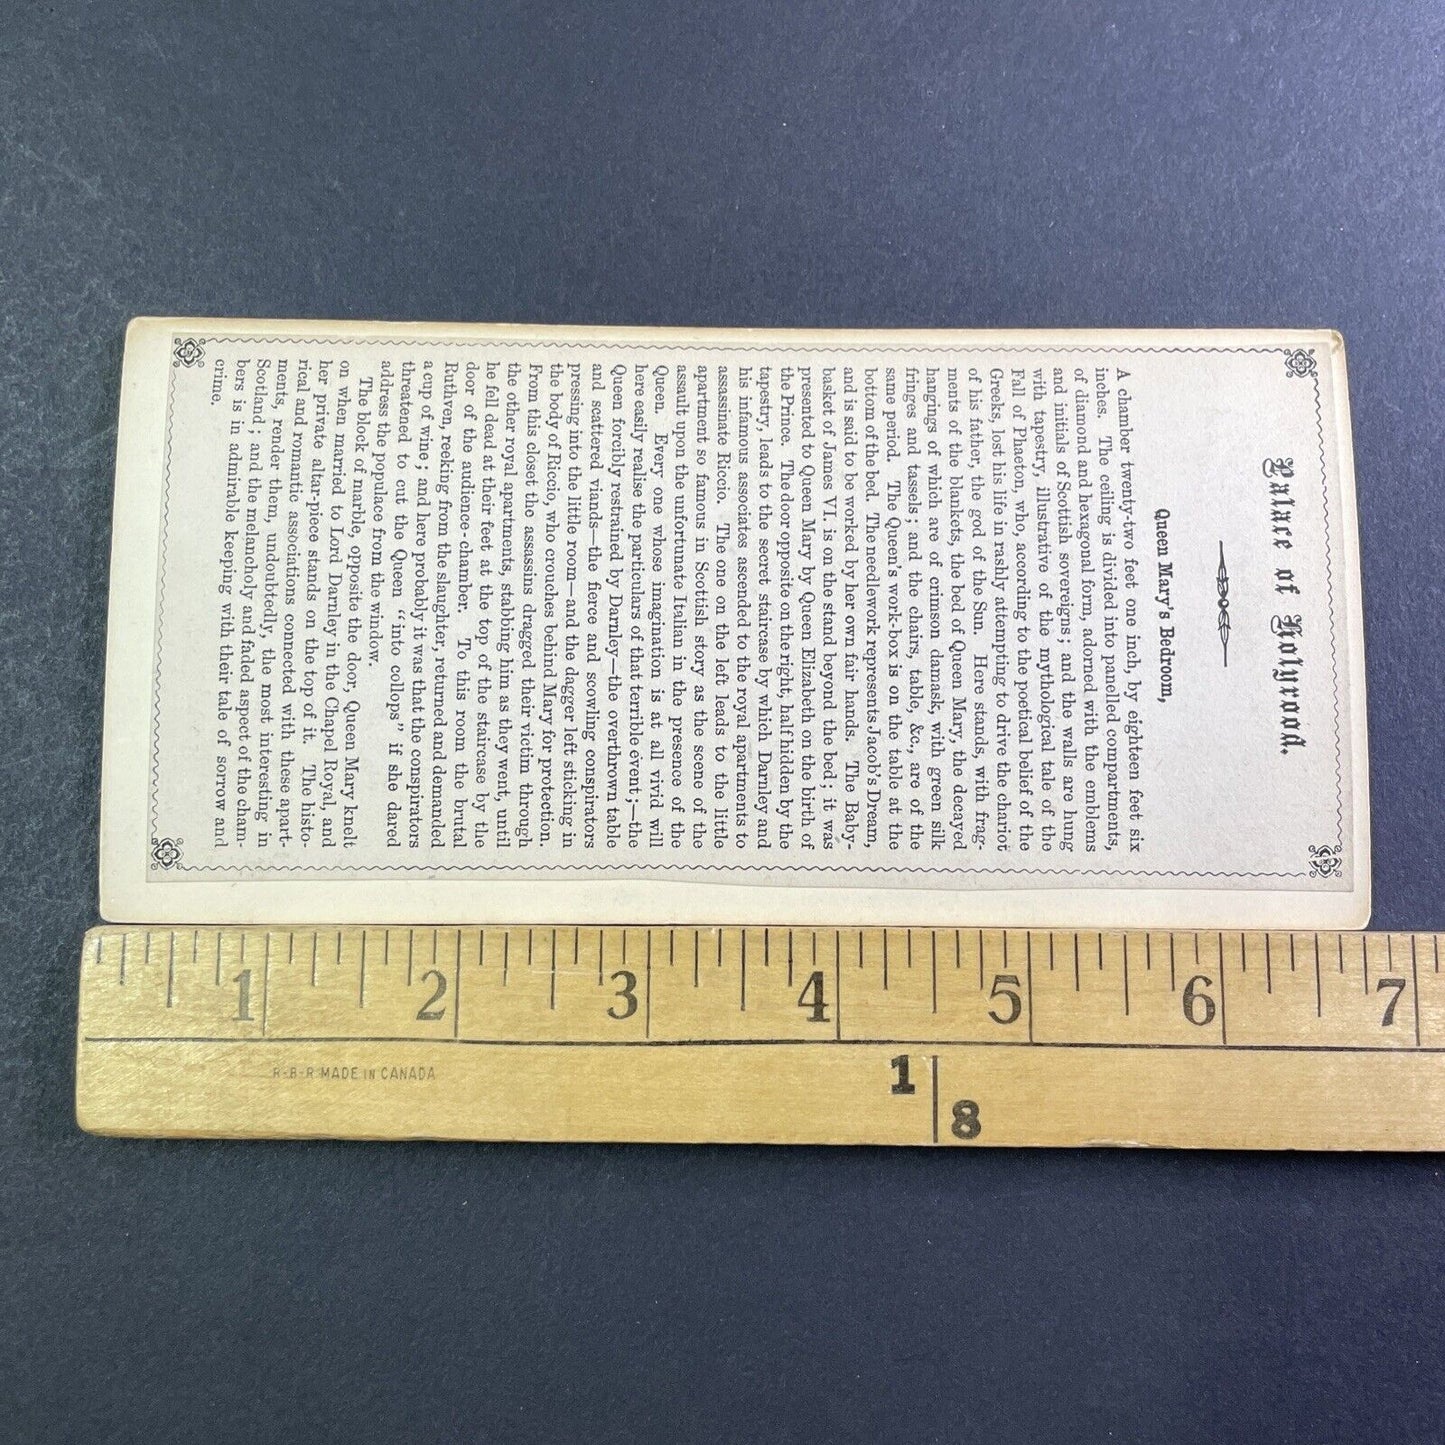 Palace of Holyrood.
Queen Mary's Bedroom,
A chamber twenty-two feet one inch, by eighteen feet six
inches. The ceiling is divided into panelled compartments,
of diamond and hexagonal form, adorned with the emblems
and initials of Scottish sovereigns; and the walls are hung
with tapestry, illustrative of the mythological tale of the
Fall of Phaeton, who, according to the poetical belief of the
Greeks, lost his life in rashly attempting to drive the chariot
of his father, the god of the Sun. Here stands, with frag-
ments of the blankets, the bed of Queen Mary, the decayed
hangings of which are of crimson damask, with green silk
fringes and tassels; and the chairs, table, &c., are of the
same period. The Queen's work-box is on the table at the
bottom of the bed. The needlework represents Jacob's Dream,
and is said to be worked by her own fair hands. The Baby-
basket of James VI. is on the stand beyond the bed; it was
presented to Queen Mary by Queen Elizabeth on the birth of
the Prince. The door opposite on the right, half hidden by the
tapestry, leads to the secret staircase by which Darnley and
his infamous associates ascended to the royal apartments to
assassinate Riccio. The one on the left leads to the little
apartment so famous in Scottish story as the scene of the
assault upon the unfortunate Italian in the presence of the
Queen. Every one whose imagination is at all vivid will
here easily realise the particulars of that terrible event;—the
Queen forcibly restrained by Darnley—the overthrown table
and scattered viands—the fierce and scowling conspirators
pressing into the little room—and the dagger left sticking in
the body of Riccio, who crouches behind Mary for protection.
From this closet the assassins dragged their victim through
the other royal apartments, stabbing him as they went, until
he fell dead at their feet at the top of the staircase by the
door of the audience-chamber. To this room the brutal
Ruthven, reeking from the slaughter, returned and demanded
a cup of wine; and here probably it was that the conspirators
threatened to cut the Queen "into collops" if she dared
address the populace from the window.
The block of marble, opposite the door, Queen Mary knelt
on when married to Lord Darnley in the Chapel Royal, and
her private altar-piece stands on the top of it. The histo-
rical and romantic associations connected with these apart-
ments, render them, undoubtedly, the most interesting in
Scotland; and the melancholy and faded aspect of the cham-
bers is in admirable keeping with their tale of sorrow and
crime.
1 2 3 4 5 6 7
R-B-R MADE IN CANADA
1
8